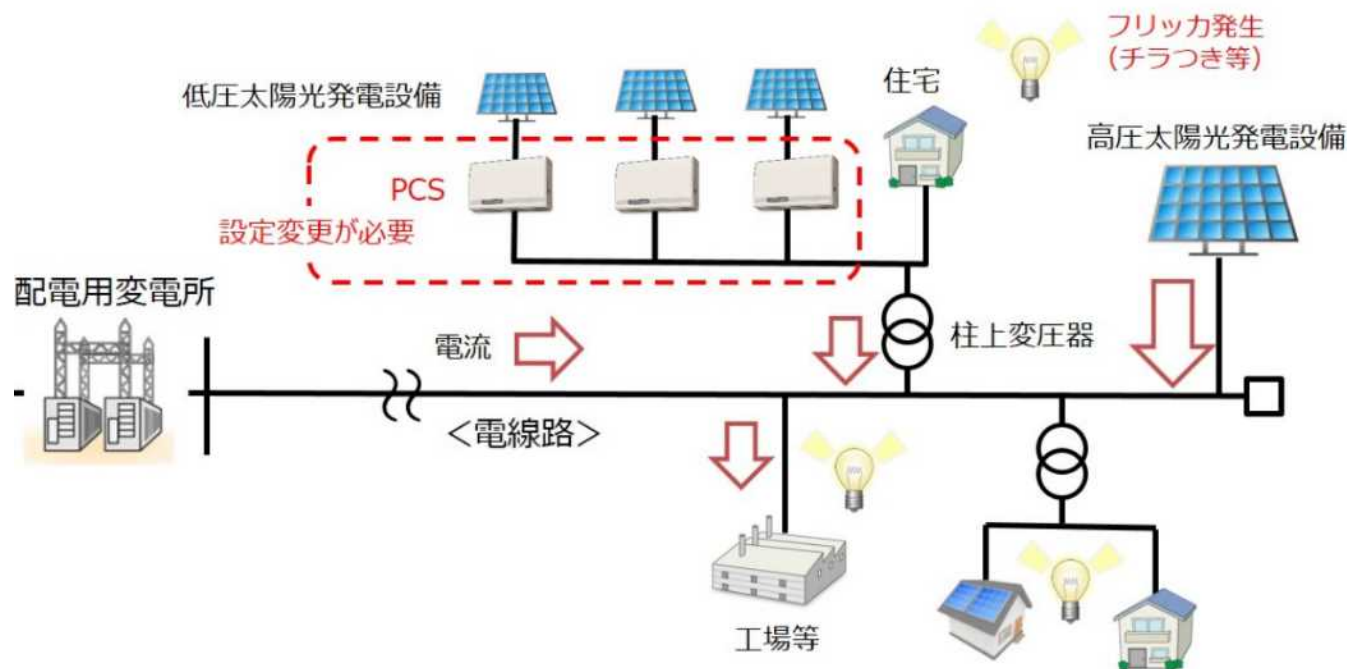 フリッカ発生
(チラつき等)
住宅
低圧太陽光発電設備
高圧太陽光発電設備
PCS
設定変更が必要
配電用変電所
電流
柱上変圧器
＜電線路＞
工場等